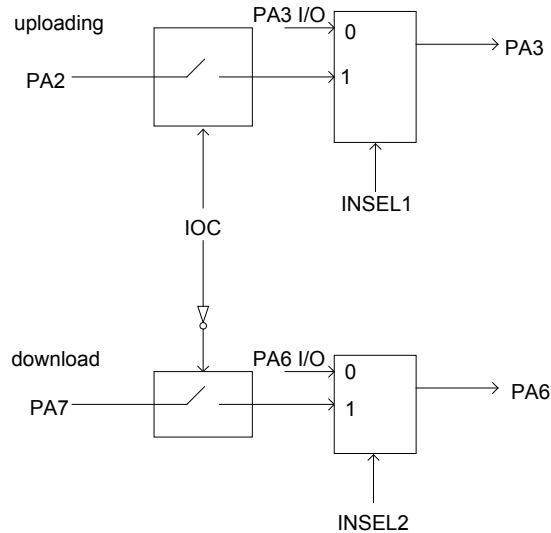 uploading
PA3 I/O
0
PA3
PA2
1
INSEL1
IOC
download
PA6 I/O
0
PA6
PA7
1
INSEL2